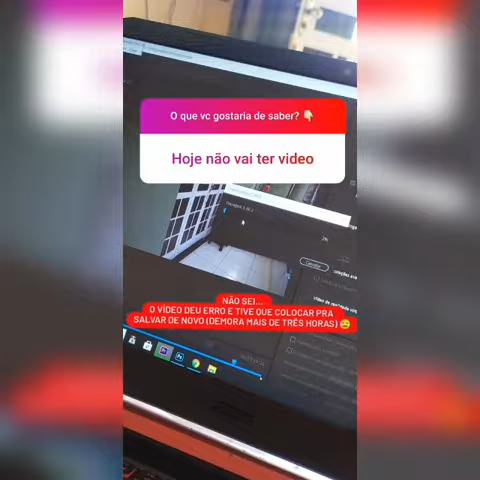 O que vc gostaria de saber? 👇🏼
Hoje não vai ter video
Cancelar
NÃO SEI...
O VÍDEO DEU ERRO E TIVE QUE COLOCAR PRA
SALVAR DE NOVO (DEMORA MAIS DE TRÊS HORAS) 😑